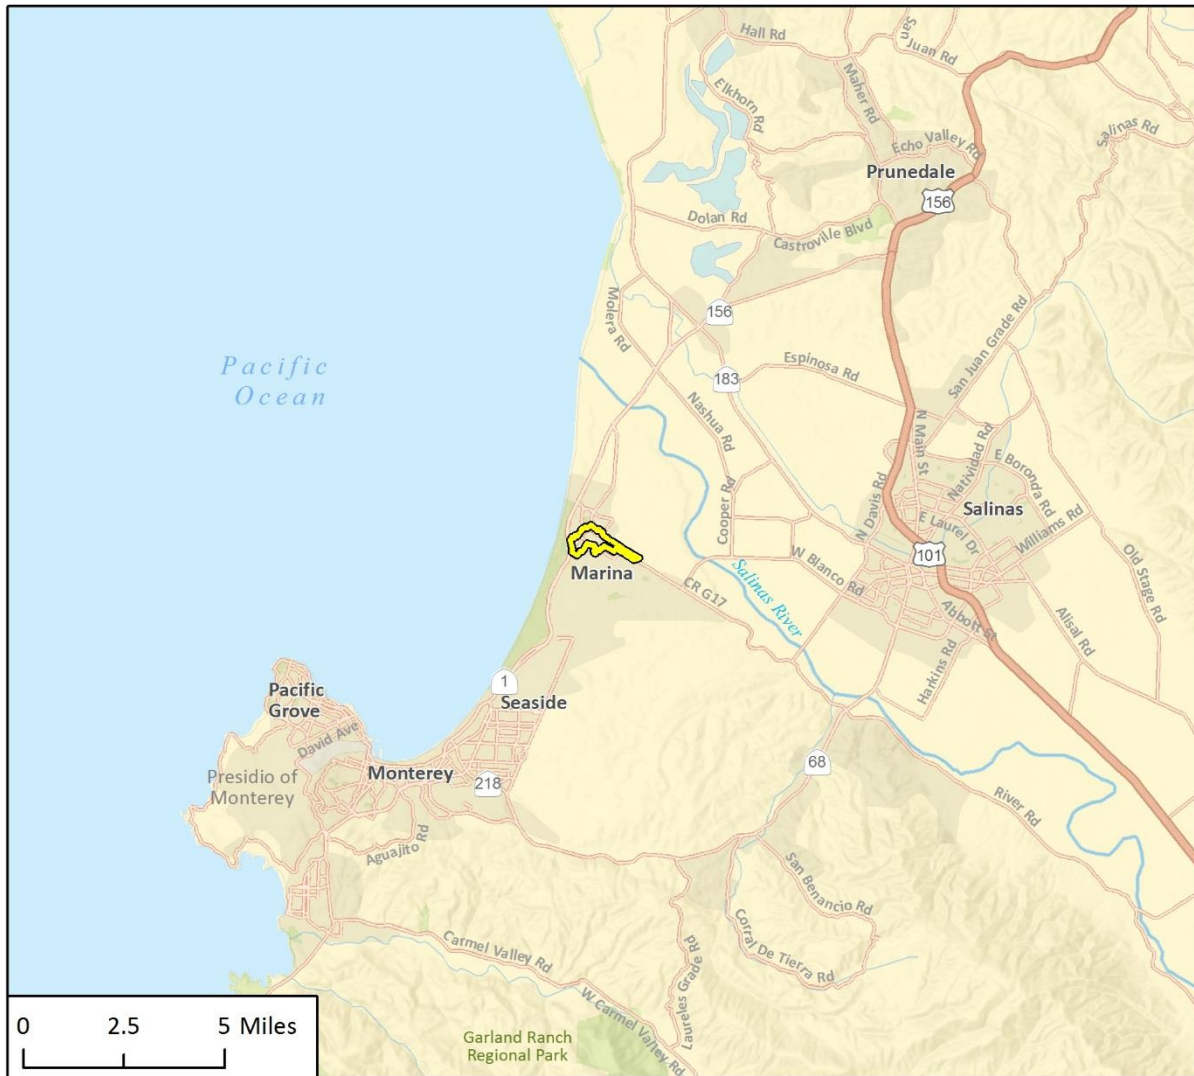 Hall Rd
San
Juan Rd
Maher Rd
Elkhorn Rd
Salinas Rd
Echo Valley Rd
Prunedale
156
Dolan Rd
Castroville Blvd
Molera Rd
156
San Juan Grade Rd
Pacific
Ocean
Espinosa Rd
183
Nashua Rd
N Main St
Natividad Rd
E Boronda Rd
Cooper Rd
N Davis Rd
Salinas
E Laurel Dr
Williams Rd
101
Old Stage Rd
W Blanco Rd
Marina
CR G17
Salinas River
Abbott St
Alisal Rd
Harkins Rd
1
Seaside
Pacific
Grove
David Ave
Monterey
Presidio of
Monterey
218
68
River Rd
Aguajito Rd
San Benancio Rd
Corral De Tierra Rd
Laureles Grade Rd
Carmel Valley Rd
W Carmel Valley Rd
Garland Ranch
Regional Park
0 2.5 5 Miles